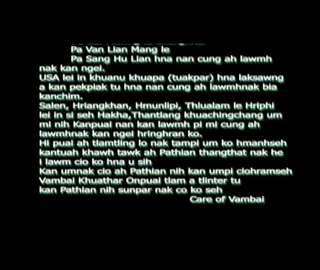 Pa Van Lian Mang le
Pa Sang Hu Lian hna nan cung ah lawmh
nak kan ngei.
USA lei in khuanu khuapa (tuakpar) hna laksawng
a kan pekpiak tu hna nan cung ah lawmhnak bia
kanchim.
Salen, Hriangkhan, Hmunlipi, Thlualam le Hriphi
lei in si seh Hakha,Thantlang khuachingchang um
mi nih Kanpual nan kan lawmh pi mi cung ah
lawmhnak kan ngei hringhran ko.
Hi puai ah tlamtling lo nak tampi um ko hmanhseh
kantuah khawh tawk ah Pathian thangthat nak he
i lawm cio ko hna u sih
Kan umnak cio ah Pathian nih kan umpi ciohramseh
Vambai Khuathar Onpuai tlam a tlinter tu
kan Pathian nih sunpar nak co ko seh
Care of Vambai